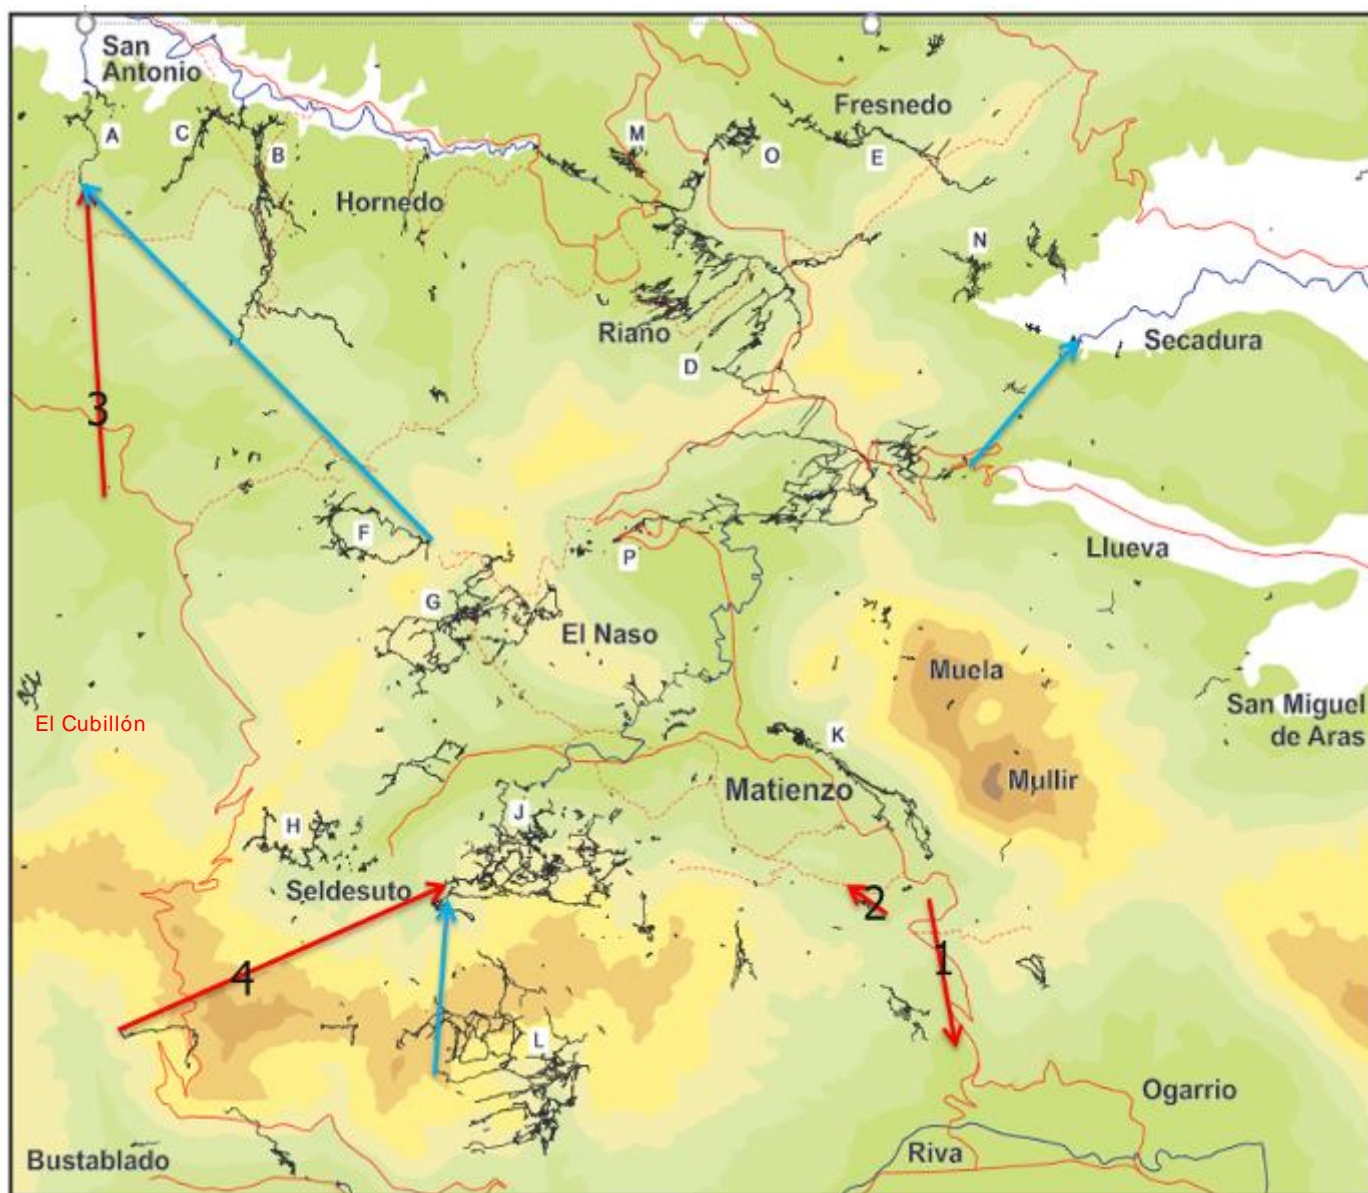 San
Antonio
A
C
B
M
O
Fresnedo
E
Hornedo
N
Riaño
Secadura
D
3
F
P
Llueva
G
El Naso
Muela
San Miguel
de Aras
El Cubillón
K
Mullir
Matienzo
H
J
Seldesuto
2
1
4
L
Ogarrio
Riva
Bustablado